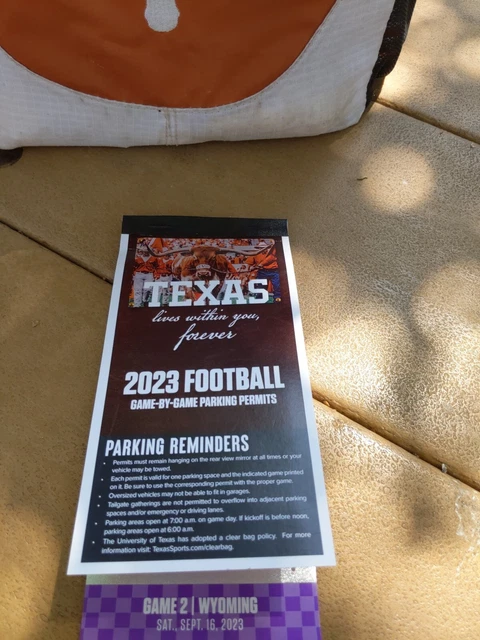 TEXAS
lives within you,
forever
2023 FOOTBALL
GAME-BY-GAME PARKING PERMITS
PARKING REMINDERS
• Permits must remain hanging on the rear view mirror at all times or your
vehicle may be towed.
• Each permit is valid for one parking space and the indicated game printed
on it. Be sure to use the corresponding permit with the proper game.
• Oversized vehicles may not be able to fit in garages.
• Tailgate gatherings are not permitted to overflow into adjacent parking
spaces and/or emergency or driving lanes.
• Parking areas open at 7:00 a.m. on game day. If kickoff is before noon,
parking areas open at 6:00 a.m.
• The University of Texas has adopted a clear bag policy. For more
information visit: TexasSports.com/clearbag.
GAME 2 | WYOMING
SAT., SEPT. 16, 2023